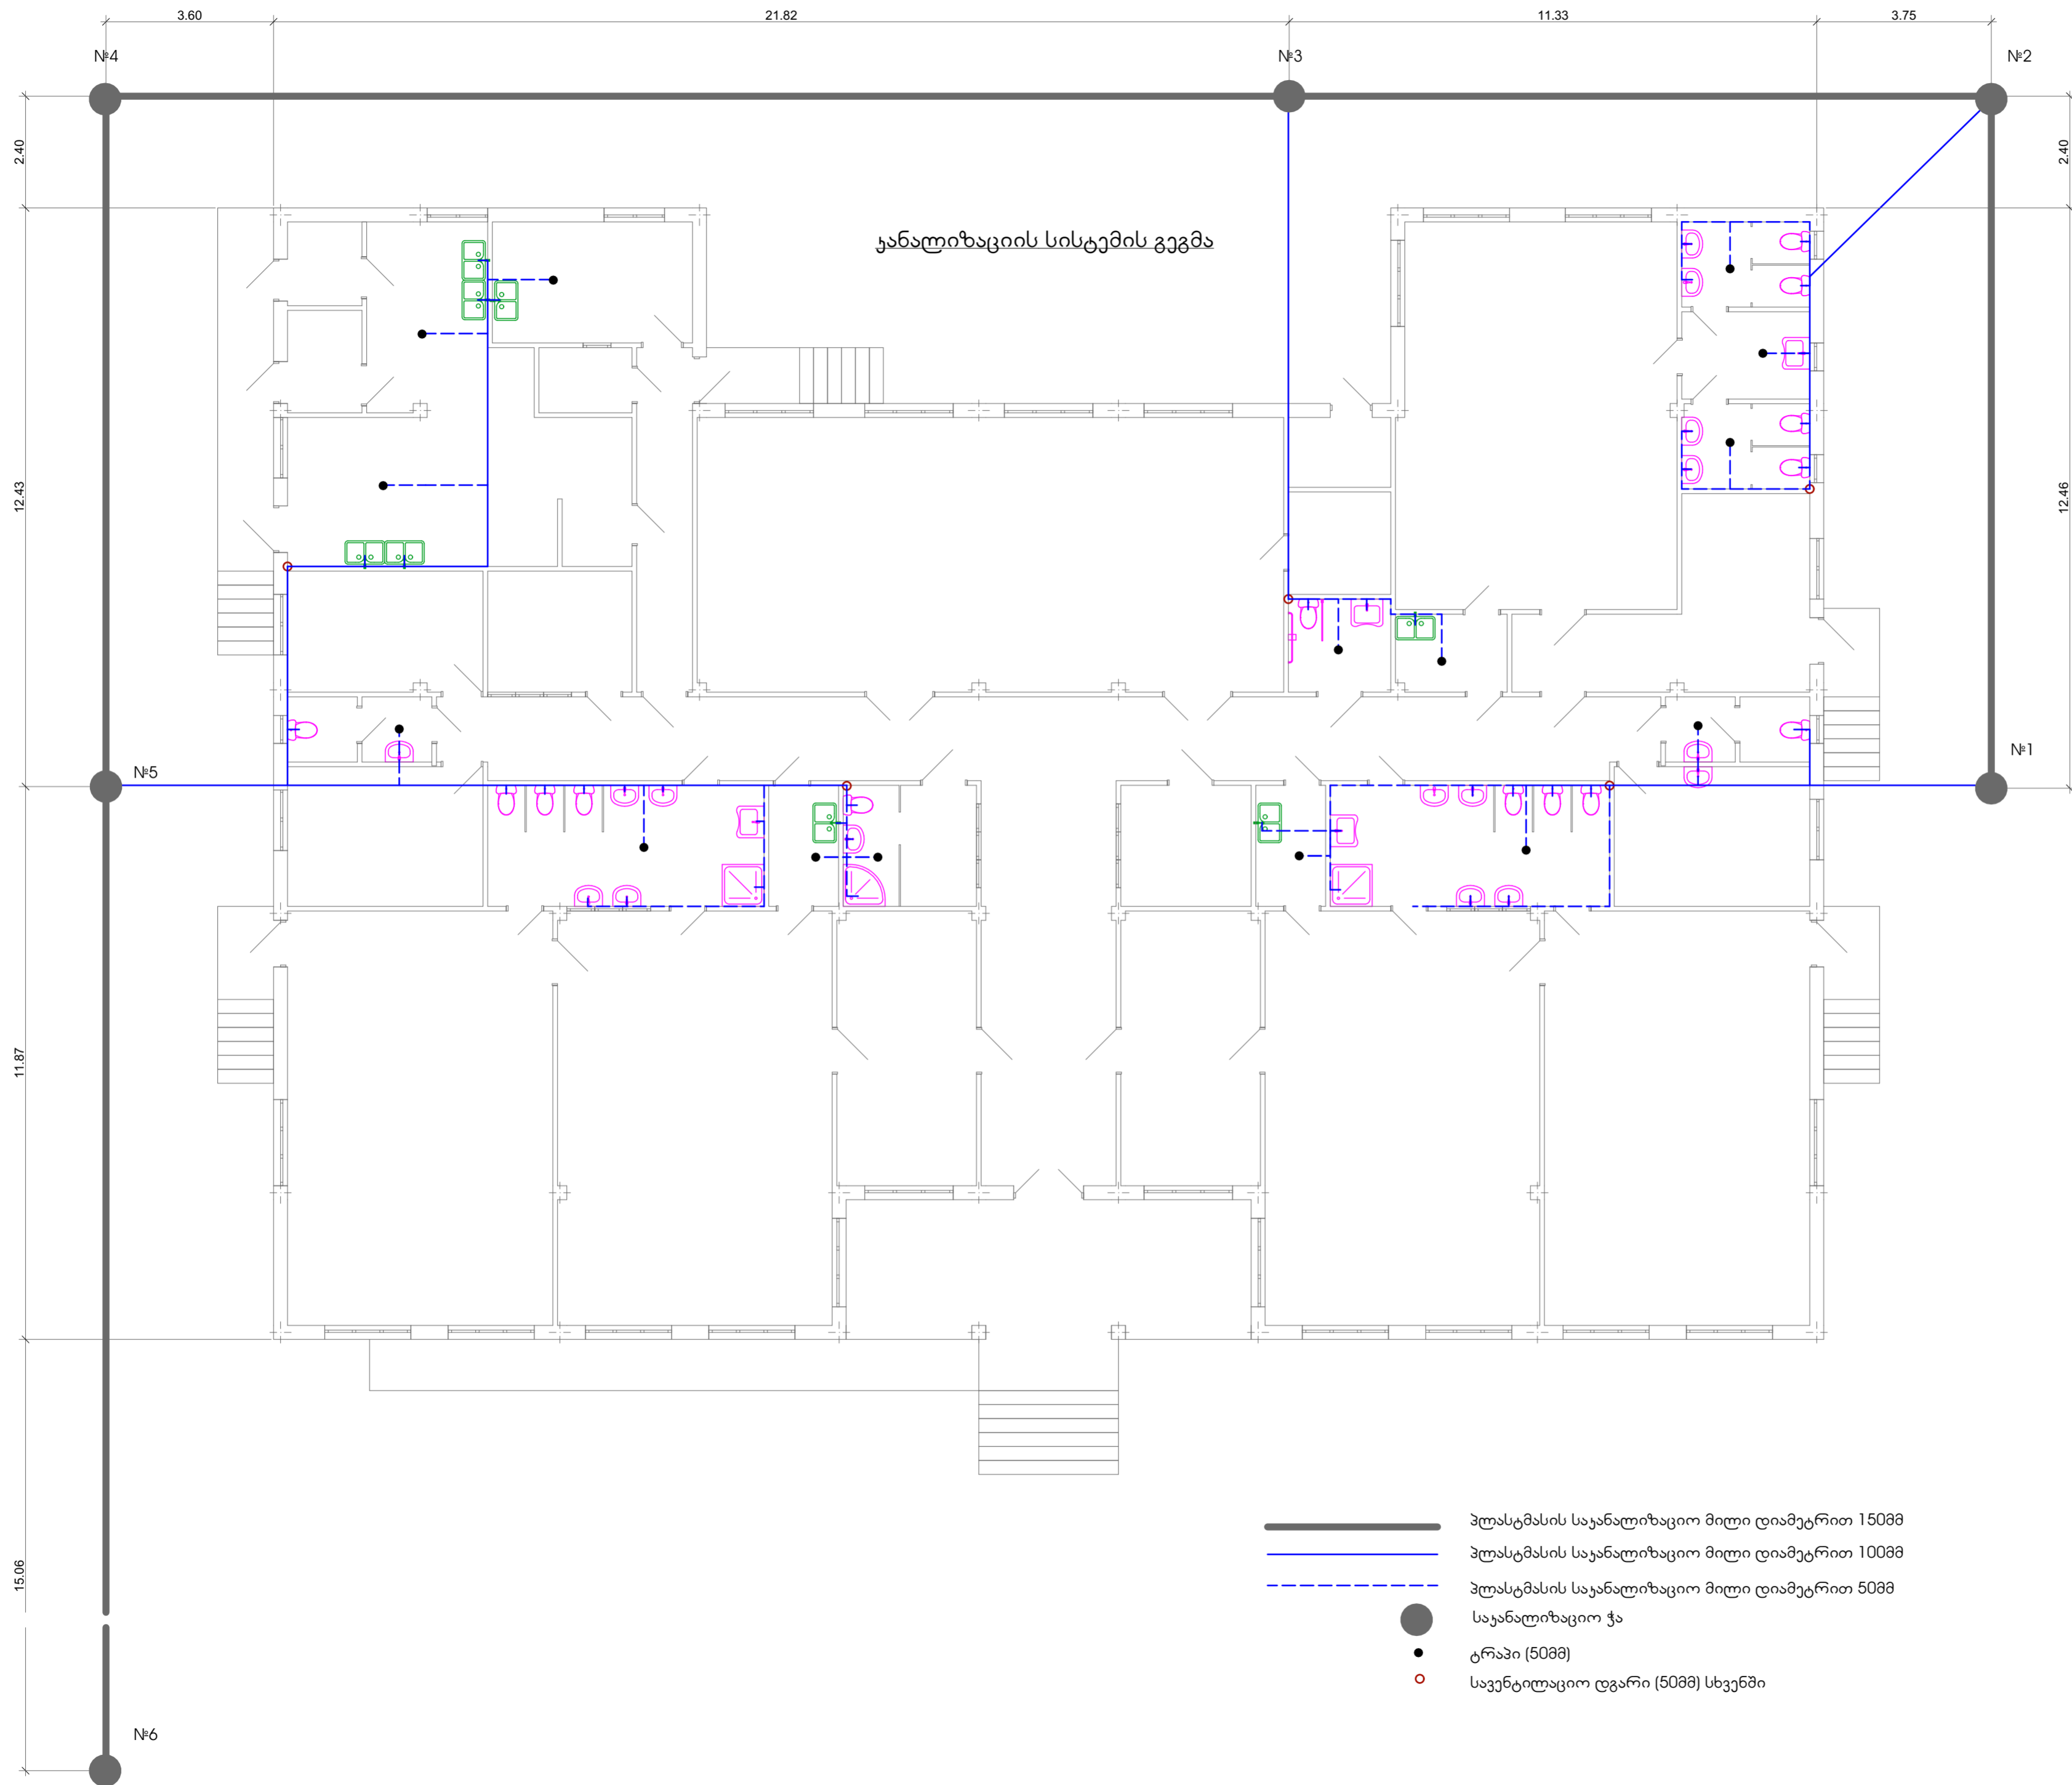 3.60 21.82 11.33 3.75
№4 №3 №2
2.40 2.40
კანალიზაციის სისტემის გეგმა
12.43 12.46
№5 №1
11.87
პლასტმასის საკანალიზაციო მილი დიამეტრით 150მმ
პლასტმასის საკანალიზაციო მილი დიამეტრით 100მმ
15.06
პლასტმასის საკანალიზაციო მილი დიამეტრით 50მმ
საკანალიზაციო ჭა
ტრაპი (50მმ)
სავენტილაციო დგარი (50მმ) სხვენში
№6